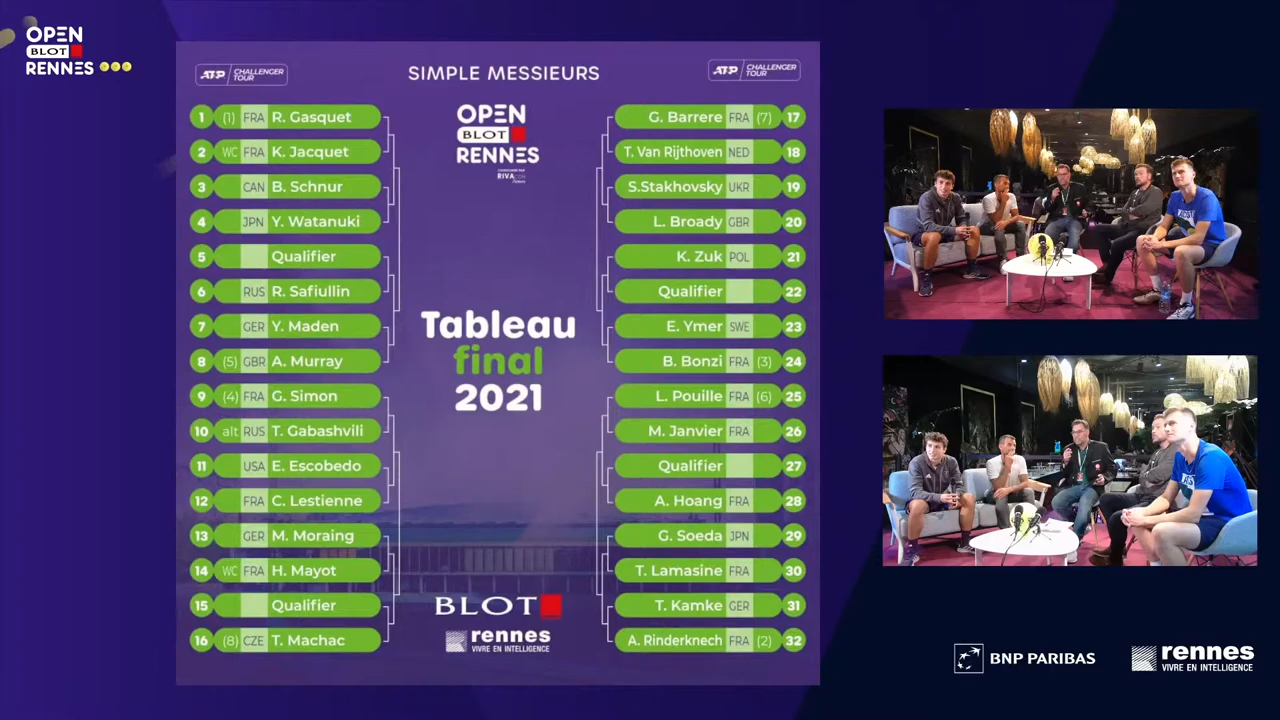 OPEN
BLOT
RENNES
ATP CHALLENGER TOUR
SIMPLE MESSIEURS
ATP CHALLENGER TOUR
OPEN
BLOT
RENNES
1 (1) FRA R. Gasquet
2 WC FRA K. Jacquet
3 CAN B. Schnur
4 JPN Y. Watanuki
5 Qualifier
6 RUS R. Safiullin
7 GER Y. Maden
8 (5) GBR A. Murray
9 (4) FRA G. Simon
10 alt RUS T. Gabashvili
11 USA E. Escobedo
12 FRA C. Lestienne
13 GER M. Moraing
14 WC FRA H. Mayot
15 Qualifier
16 (8) CZE T. Machac
Tableau
final
2021
BLOT
rennes
VIVRE EN INTELLIGENCE
G. Barrere FRA (7) 17
T. Van Rijthoven NED 18
S.Stakhovsky UKR 19
L. Broady GBR 20
K. Zuk POL 21
Qualifier 22
E. Ymer SWE 23
B. Bonzi FRA (3) 24
L. Pouille FRA (6) 25
M. Janvier FRA 26
Qualifier 27
A. Hoang FRA 28
G. Soeda JPN 29
T. Lamasine FRA 30
T. Kamke GER 31
A. Rinderknech FRA (2) 32
BNP PARIBAS
rennes
VIVRE EN INTELLIGENCE